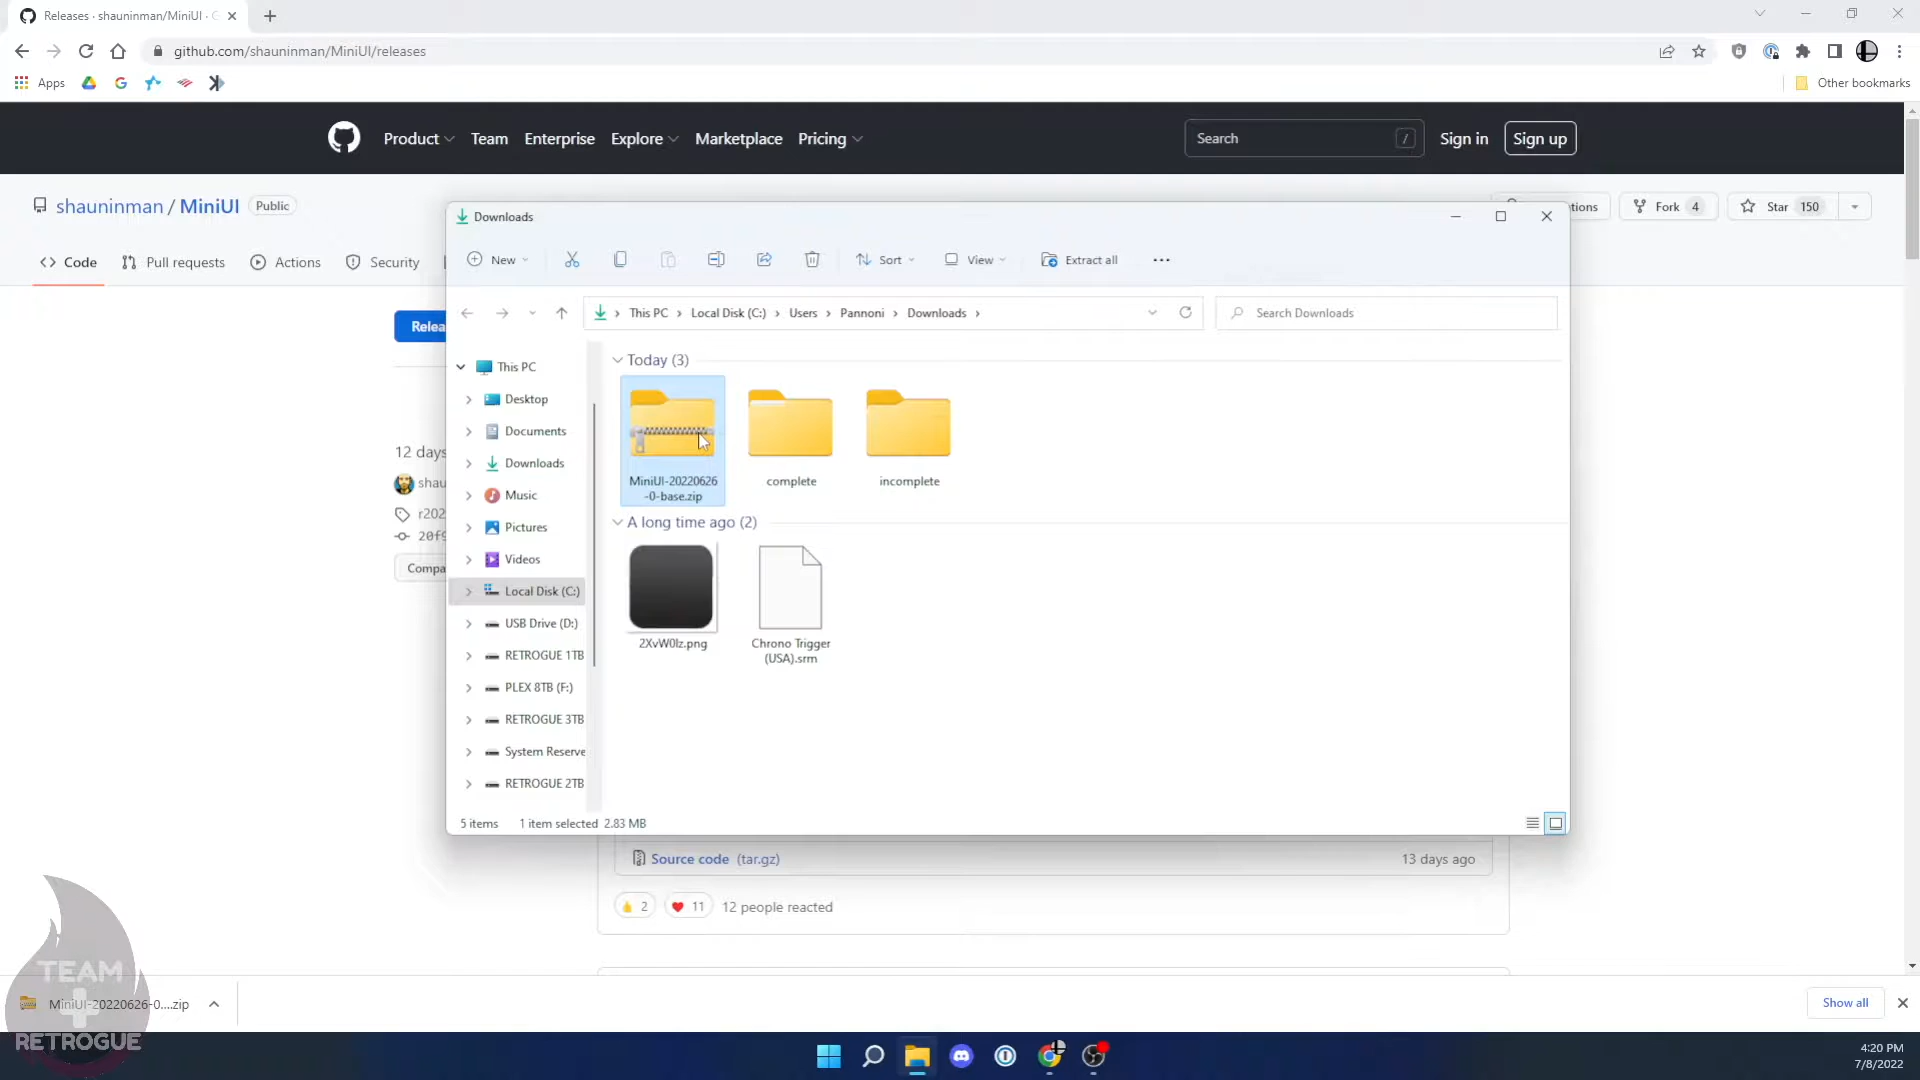 Releases · shauninman/MiniUI ·
github.com/shauninman/MiniUI/releases
Apps
Other bookmarks
Product
Team
Enterprise
Explore
Marketplace
Pricing
Search
/
Sign in
Sign up
shauninman / MiniUI
Public
tions
Fork 4
Star 150
Code
Pull requests
Actions
Security
Relea
12 days
shau
r202
20f9
Compa
Downloads
New
Sort
View
Extract all
This PC
Local Disk (C:)
Users
Pannoni
Downloads
Search Downloads
This PC
Desktop
Documents
Downloads
Music
Pictures
Videos
Local Disk (C:)
USB Drive (D:)
RETROGUE 1TB
PLEX 8TB (F:)
RETROGUE 3TB
System Reserve
RETROGUE 2TB
Today (3)
MiniUI-20220626
-0-base.zip
complete
incomplete
A long time ago (2)
2XvW0lz.png
Chrono Trigger
(USA).srm
5 items
1 item selected 2.83 MB
Source code (tar.gz)
13 days ago
2
11
12 people reacted
TEAM
RETROGUE
MiniUI-20220626-0....zip
Show all
4:20 PM
7/8/2022